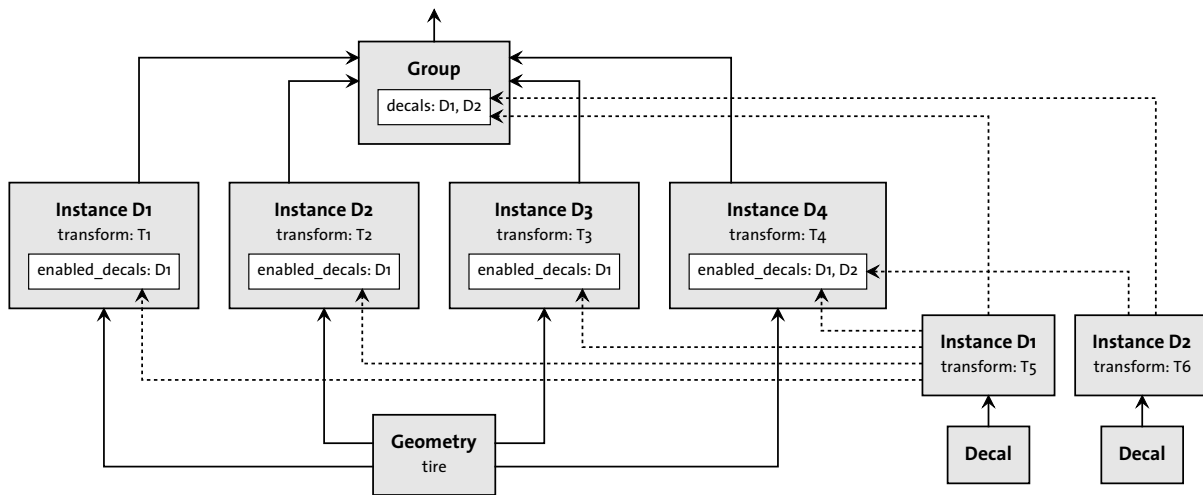 Group
decals: D1, D2
Instance D1
transform: T1
enabled_decals: D1
Instance D2
transform: T2
enabled_decals: D1
Instance D3
transform: T3
enabled_decals: D1
Instance D4
transform: T4
enabled_decals: D1, D2
Instance D1
transform: T5
Instance D2
transform: T6
Geometry
tire
Decal
Decal